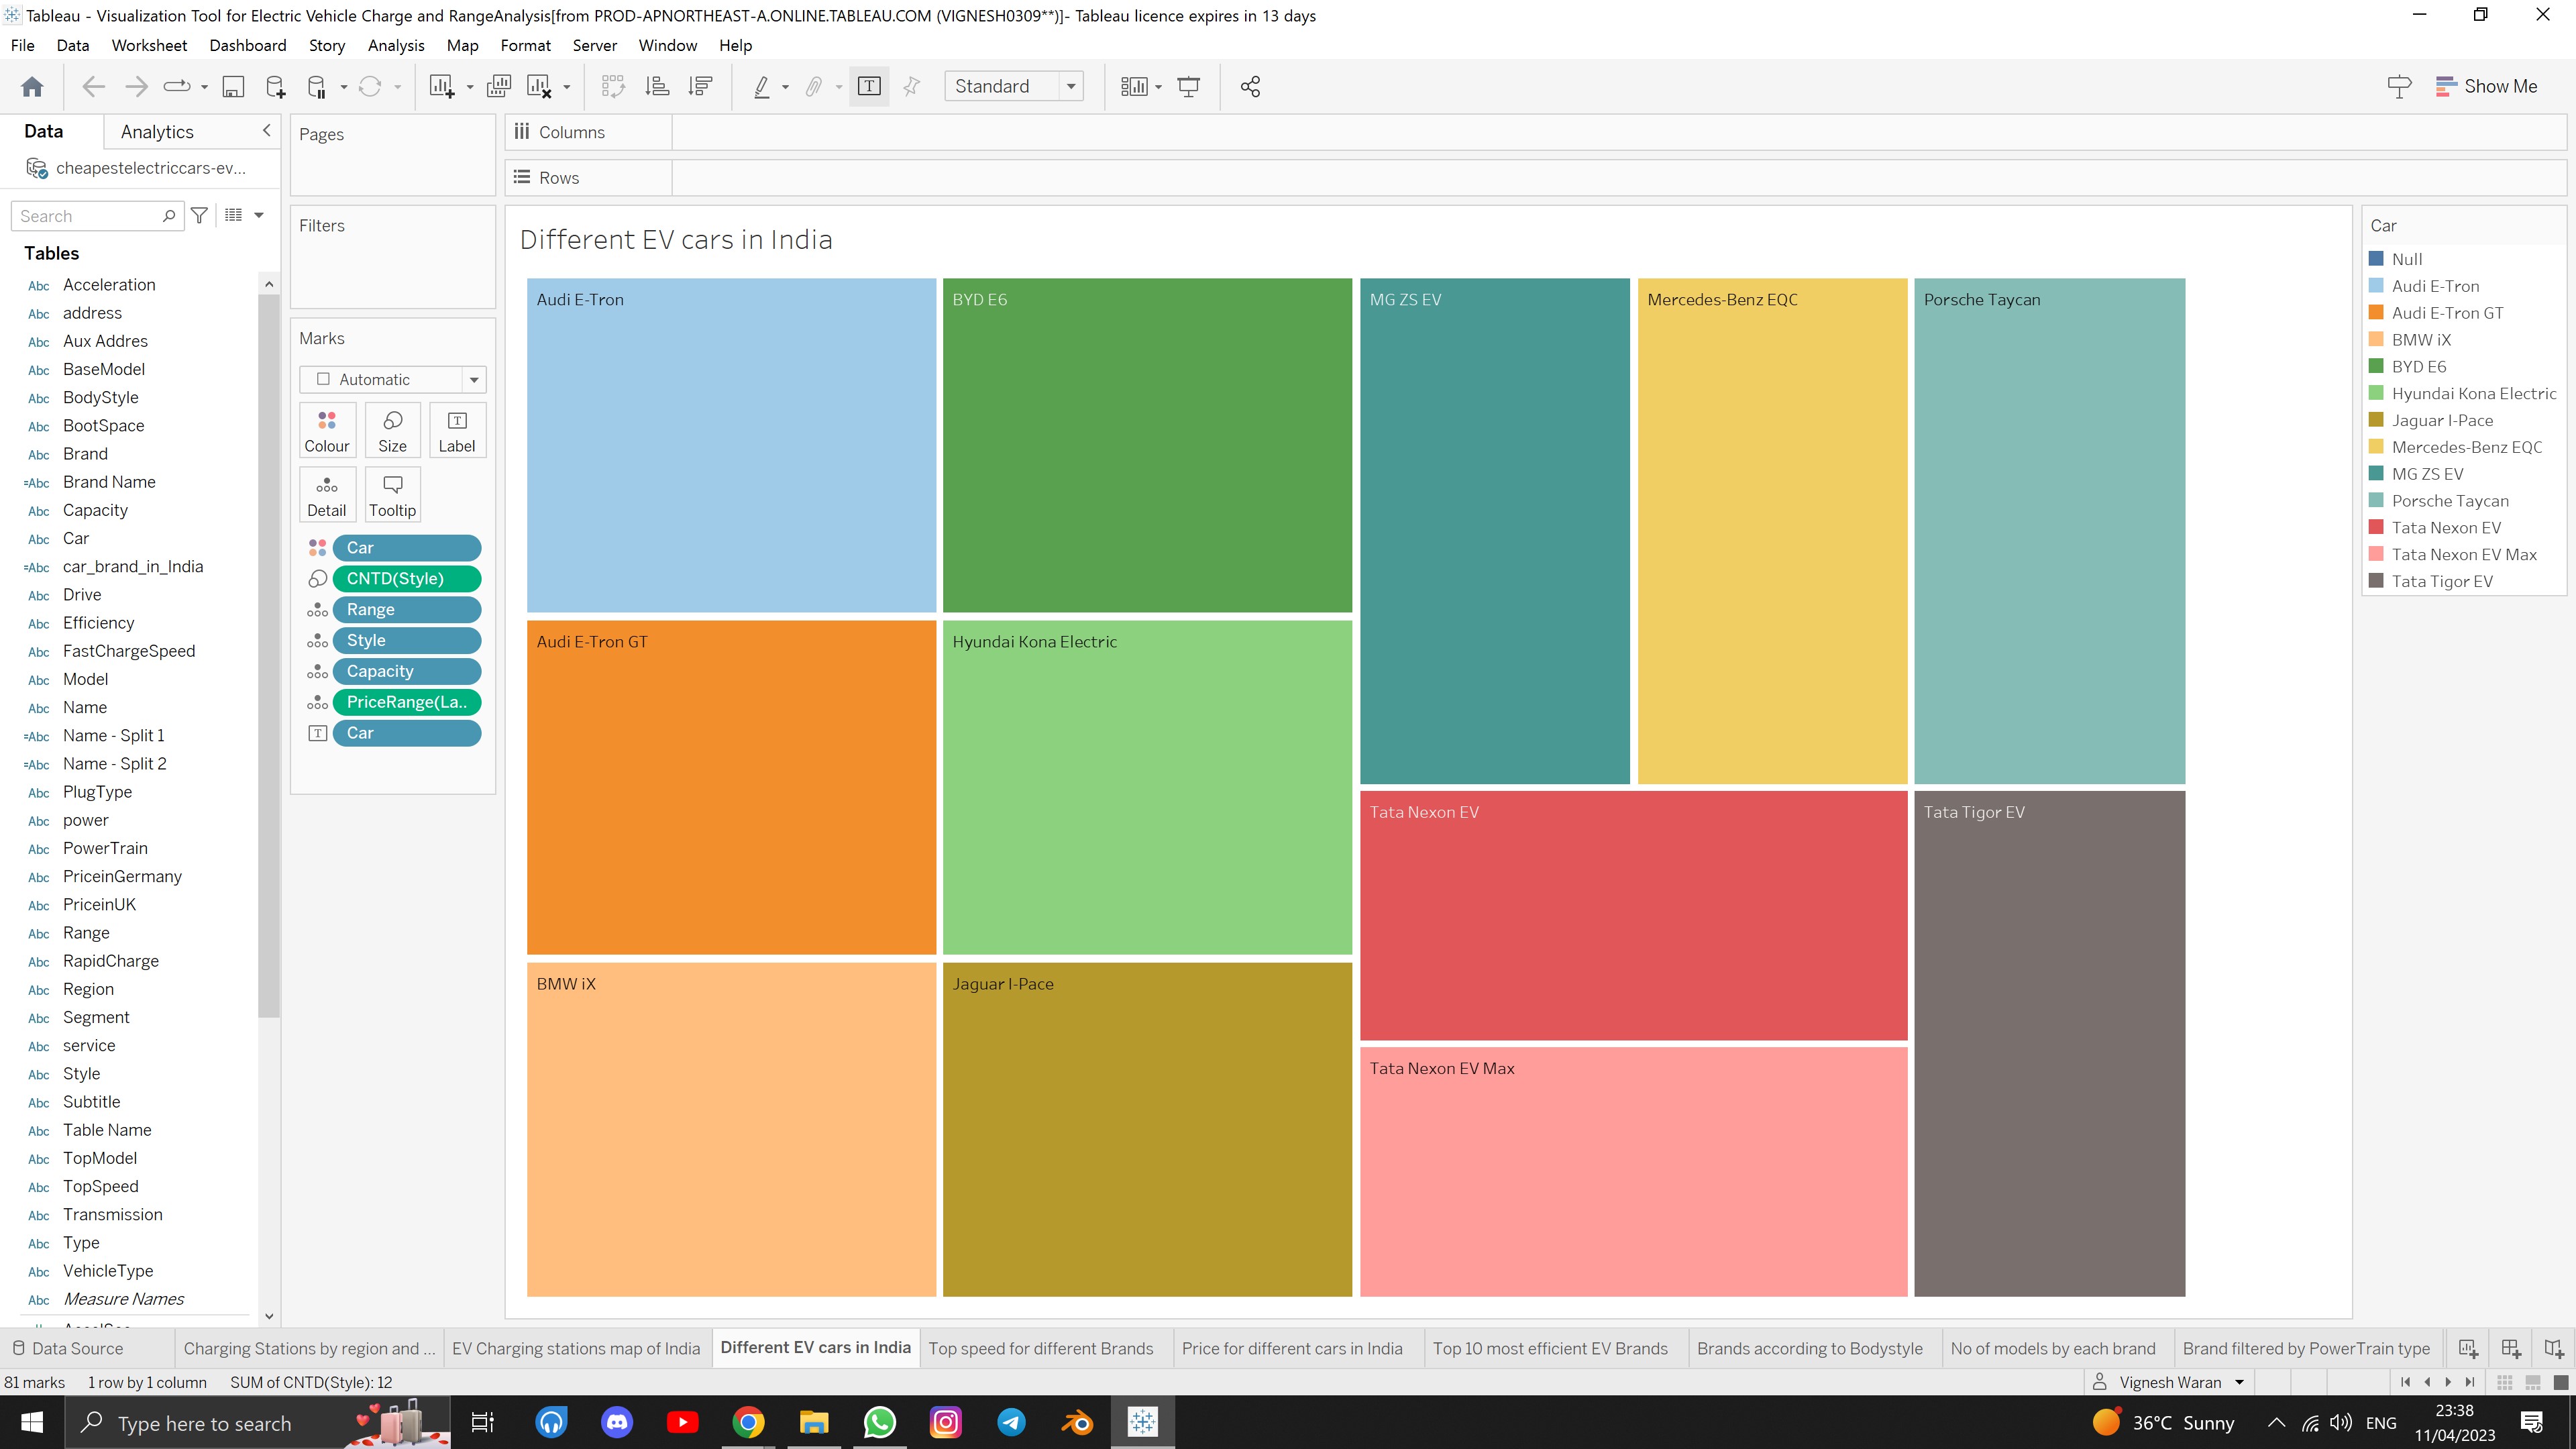 Tableau - Visualization Tool for Electric Vehicle Charge and RangeAnalysis[from PROD-APNORTHEAST-A.ONLINE.TABLEAU.COM (VIGNESH0309**)]- Tableau licence expires in 13 days
File Data Worksheet Dashboard Story Analysis Map Format Server Window Help
Standard
Show Me
Data Analytics
cheapestelectriccars-ev...
Search
Tables
Abc Acceleration
Abc address
Abc Aux Addres
Abc BaseModel
Abc BodyStyle
Abc BootSpace
Abc Brand
=Abc Brand Name
Abc Capacity
Abc Car
=Abc car_brand_in_India
Abc Drive
Abc Efficiency
Abc FastChargeSpeed
Abc Model
Abc Name
=Abc Name - Split 1
=Abc Name - Split 2
Abc PlugType
Abc power
Abc PowerTrain
Abc PriceinGermany
Abc PriceinUK
Abc Range
Abc RapidCharge
Abc Region
Abc Segment
Abc service
Abc Style
Abc Subtitle
Abc Table Name
Abc TopModel
Abc TopSpeed
Abc Transmission
Abc Type
Abc VehicleType
Abc Measure Names
Pages
Filters
Marks
Automatic
Colour Size Label
Detail Tooltip
Car
CNTD(Style)
Range
Style
Capacity
PriceRange(La..
Car
Columns
Rows
Different EV cars in India
Audi E-Tron
BYD E6
MG ZS EV
Mercedes-Benz EQC
Porsche Taycan
Audi E-Tron GT
Hyundai Kona Electric
Tata Nexon EV
Tata Tigor EV
BMW iX
Jaguar I-Pace
Tata Nexon EV Max
Car
Null
Audi E-Tron
Audi E-Tron GT
BMW iX
BYD E6
Hyundai Kona Electric
Jaguar I-Pace
Mercedes-Benz EQC
MG ZS EV
Porsche Taycan
Tata Nexon EV
Tata Nexon EV Max
Tata Tigor EV
Data Source Charging Stations by region and ... EV Charging stations map of India Different EV cars in India Top speed for different Brands Price for different cars in India Top 10 most efficient EV Brands Brands according to Bodystyle No of models by each brand Brand filtered by PowerTrain type
81 marks 1 row by 1 column SUM of CNTD(Style): 12 Vignesh Waran
Type here to search 36°C Sunny ENG
23:38
11/04/2023